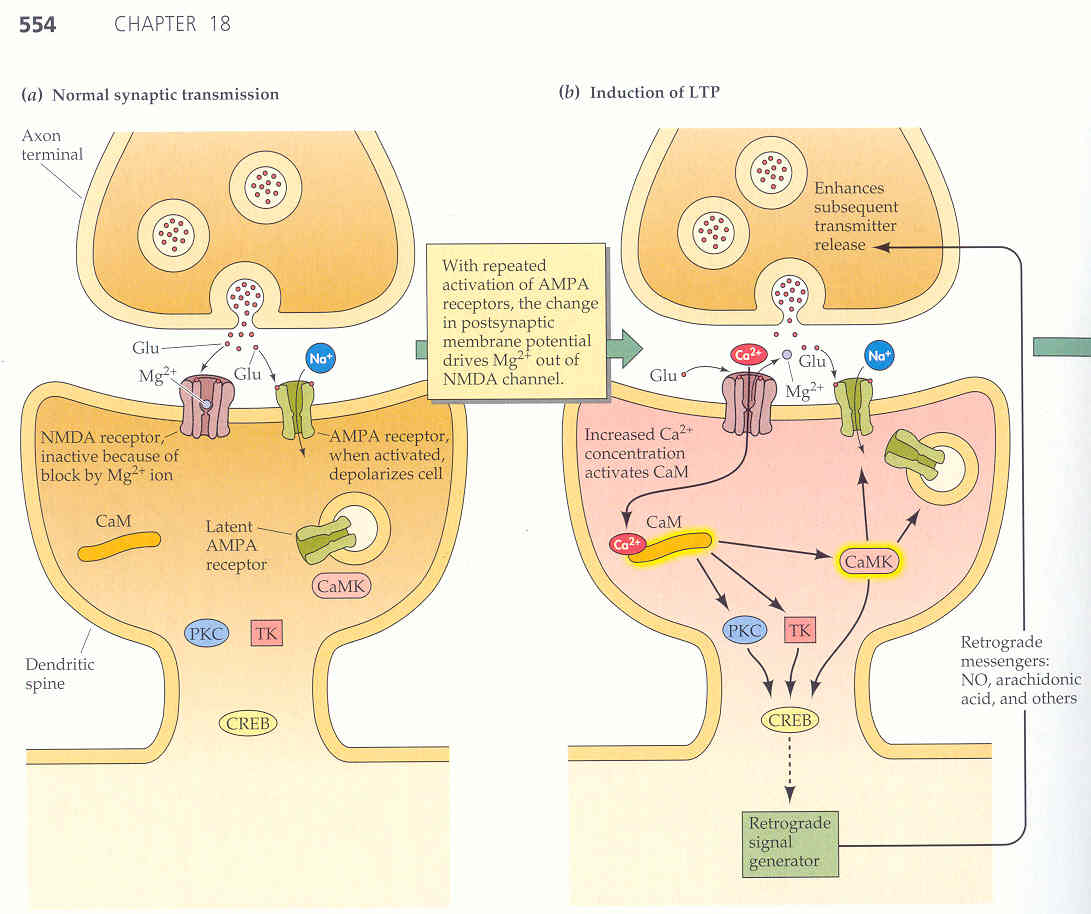 554 CHAPTER 18
(a) Normal synaptic transmission
Axon
terminal
Glu
Mg2+
Glu
Na+
NMDA receptor,
inactive because of
block by Mg2+ ion
AMPA receptor,
when activated,
depolarizes cell
CaM
Latent
AMPA
receptor
CaMK
PKC
TK
Dendritic
spine
CREB
With repeated
activation of AMPA
receptors, the change
in postsynaptic
membrane potential
drives Mg2+ out of
NMDA channel.
(b) Induction of LTP
Enhances
subsequent
transmitter
release
Ca2+
Glu
Na+
Glu
Mg2+
Increased Ca2+
concentration
activates CaM
CaM
Ca2+
CaMK
PKC
TK
Retrograde
messengers:
NO, arachidonic
acid, and others
CREB
Retrograde
signal
generator